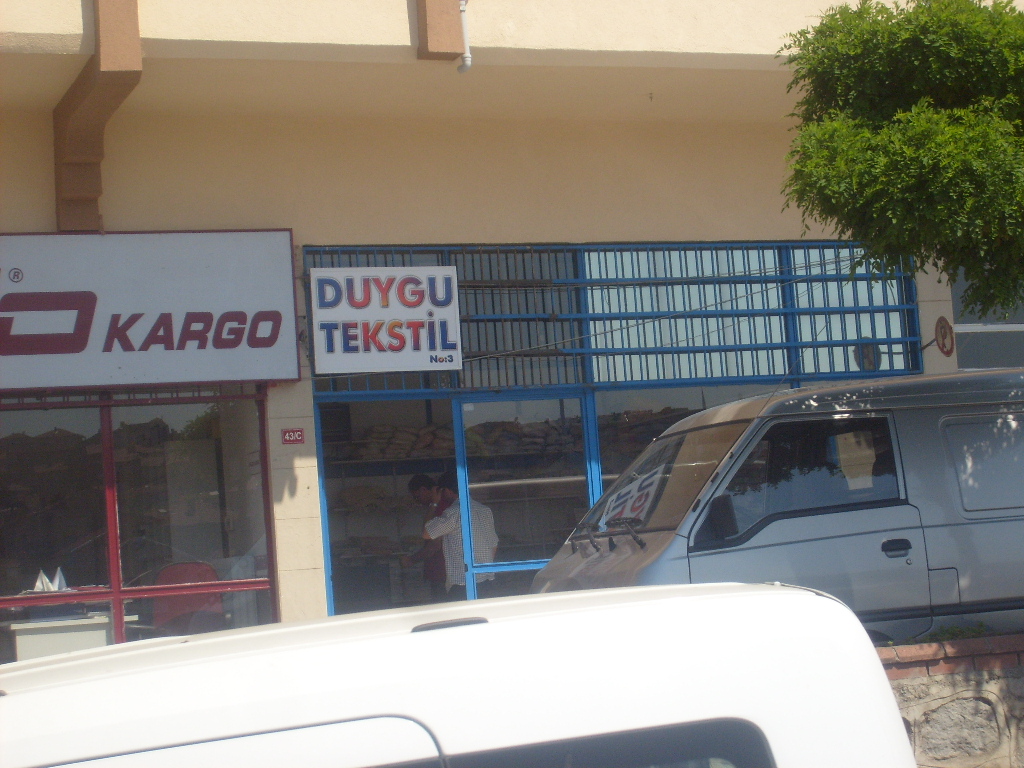 ®
KARGO
DUYGU
TEKSTİL
No:3
43/C